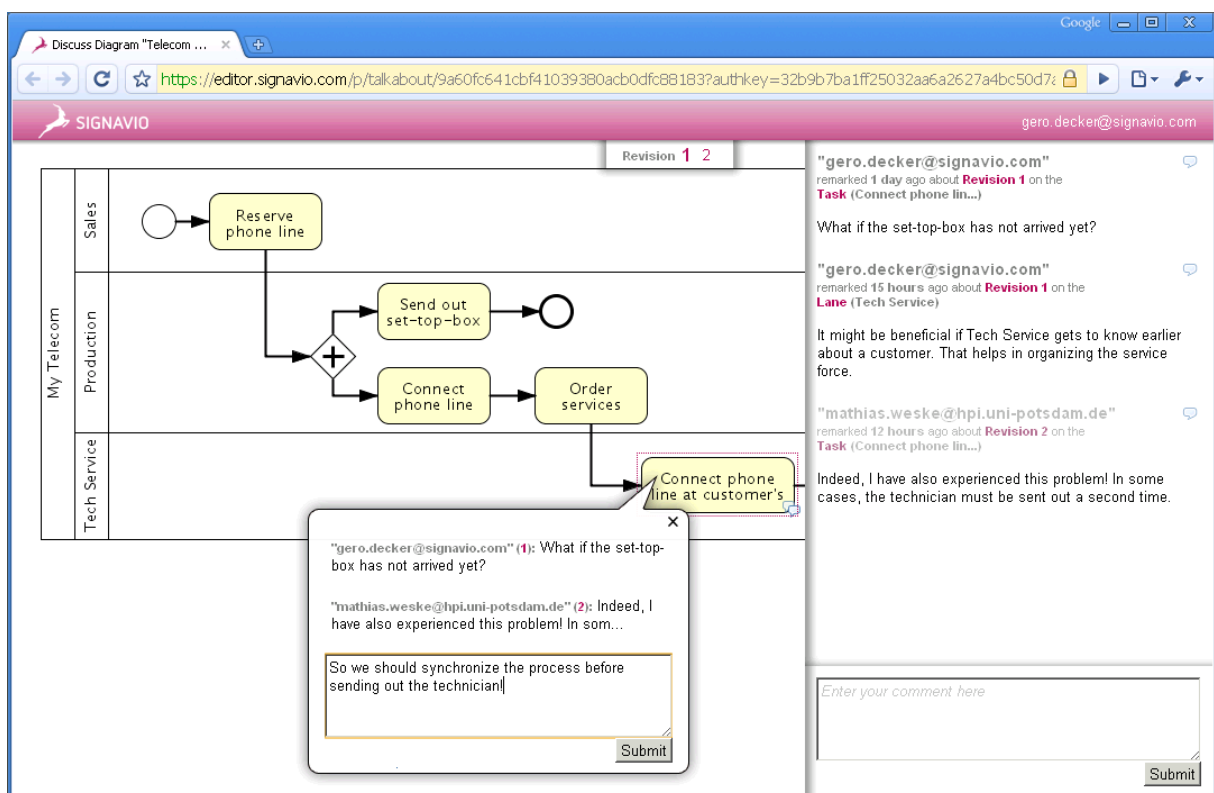 Google
Discuss Diagram "Telecom ...
https://editor.signavio.com/p/talkabout/9a60fc641cbf41039380acb0dfc88183?authkey=32b9b7ba1ff25032aa6a2627a4bc50d7a
SIGNAVIO
gero.decker@signavio.com
Revision 1 2
My Telecom
Sales
Reserve
phone line
Production
Send out
set-top-box
Connect
phone line
Order
services
Tech Service
Connect phone
line at customer's
"gero.decker@signavio.com" (1): What if the set-top-
box has not arrived yet?
"mathias.weske@hpi.uni-potsdam.de" (2): Indeed, I
have also experienced this problem! In som...
So we should synchronize the process before
sending out the technician!
Submit
"gero.decker@signavio.com"
remarked 1 day ago about Revision 1 on the
Task (Connect phone lin...)
What if the set-top-box has not arrived yet?
"gero.decker@signavio.com"
remarked 15 hours ago about Revision 1 on the
Lane (Tech Service)
It might be beneficial if Tech Service gets to know earlier
about a customer. That helps in organizing the service
force.
"mathias.weske@hpi.uni-potsdam.de"
remarked 12 hours ago about Revision 2 on the
Task (Connect phone lin...)
Indeed, I have also experienced this problem! In some
cases, the technician must be sent out a second time.
Enter your comment here
Submit